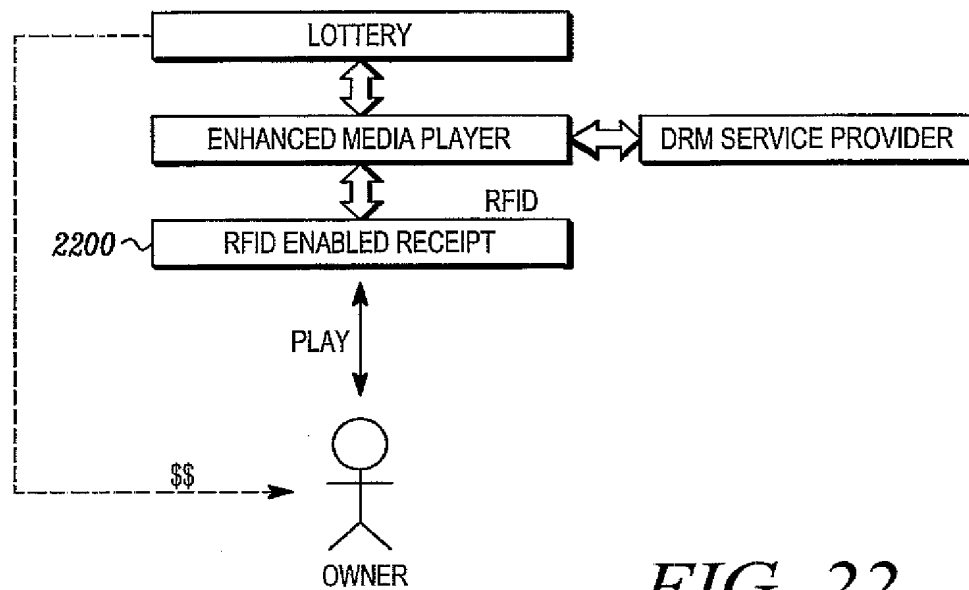 LOTTERY
ENHANCED MEDIA PLAYER
DRM SERVICE PROVIDER
RFID
2200
RFID ENABLED RECEIPT
PLAY
$$
OWNER
FIG. 22